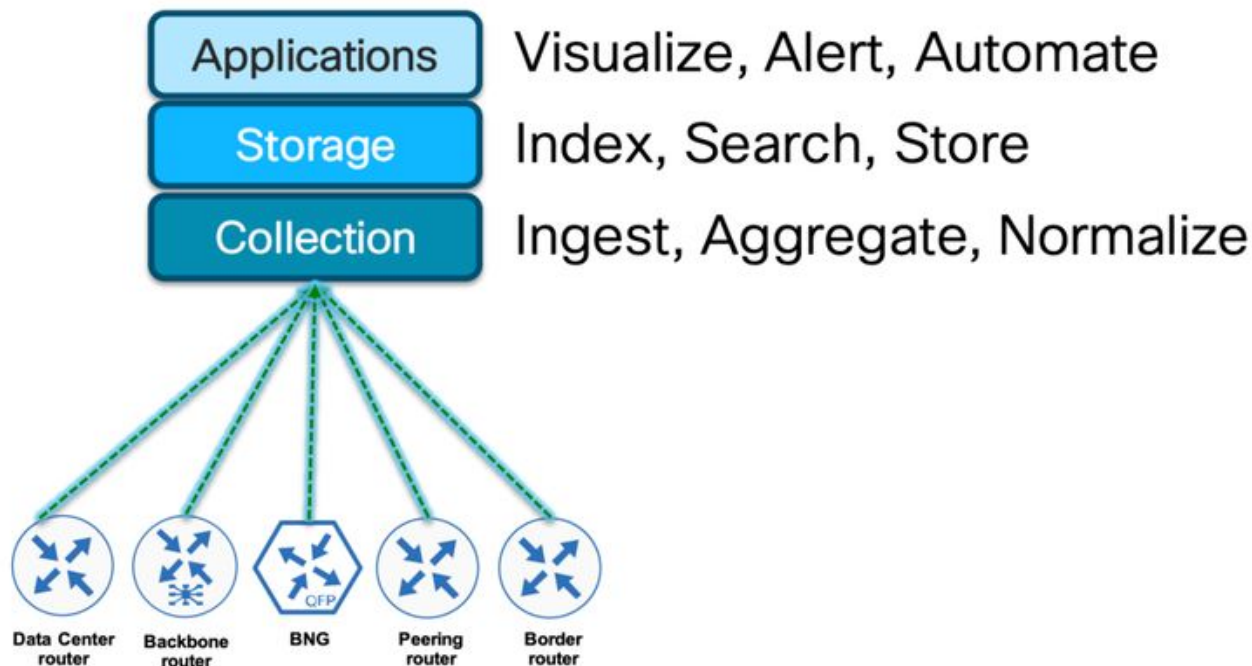 Applications
Visualize, Alert, Automate
Storage
Index, Search, Store
Collection
Ingest, Aggregate, Normalize
QFP
Data Center
router
Backbone
router
BNG
Peering
router
Border
router